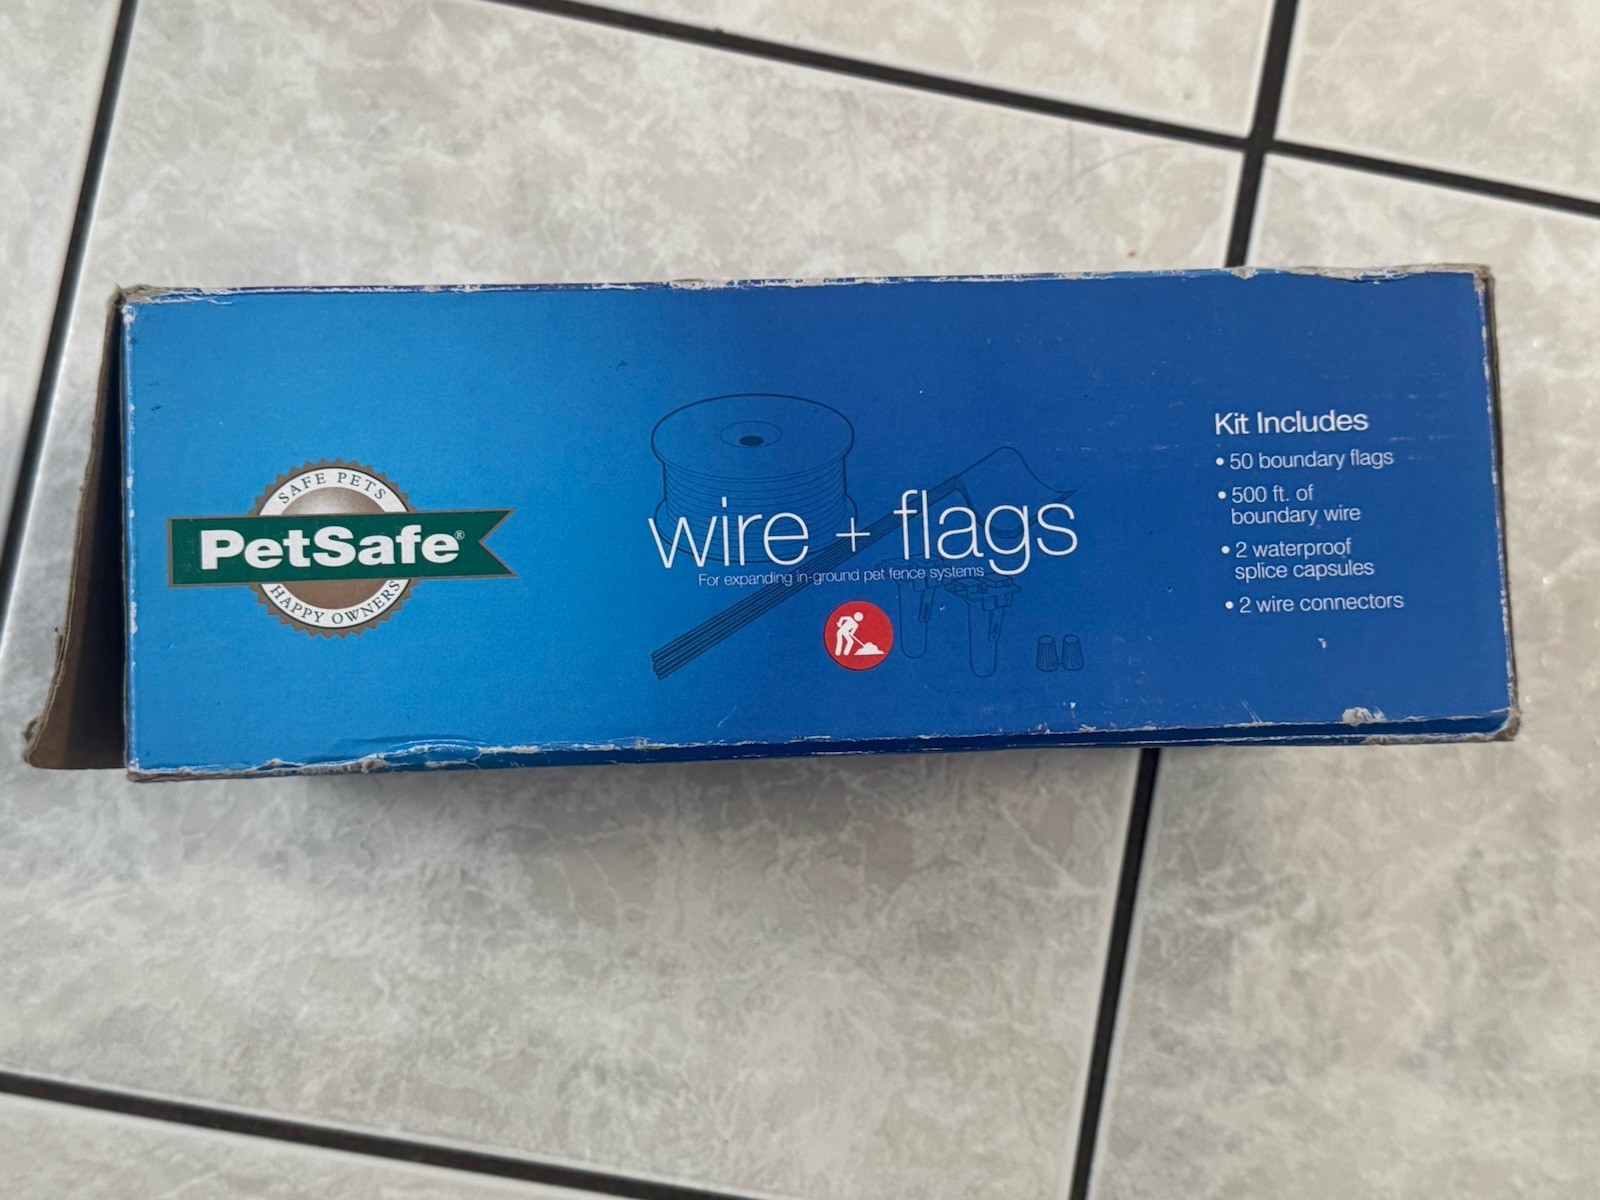 SAFE PETS
PetSafe®
HAPPY OWNERS
wire + flags
For expanding in-ground pet fence systems
Kit Includes
• 50 boundary flags
• 500 ft. of
boundary wire
• 2 waterproof
splice capsules
• 2 wire connectors